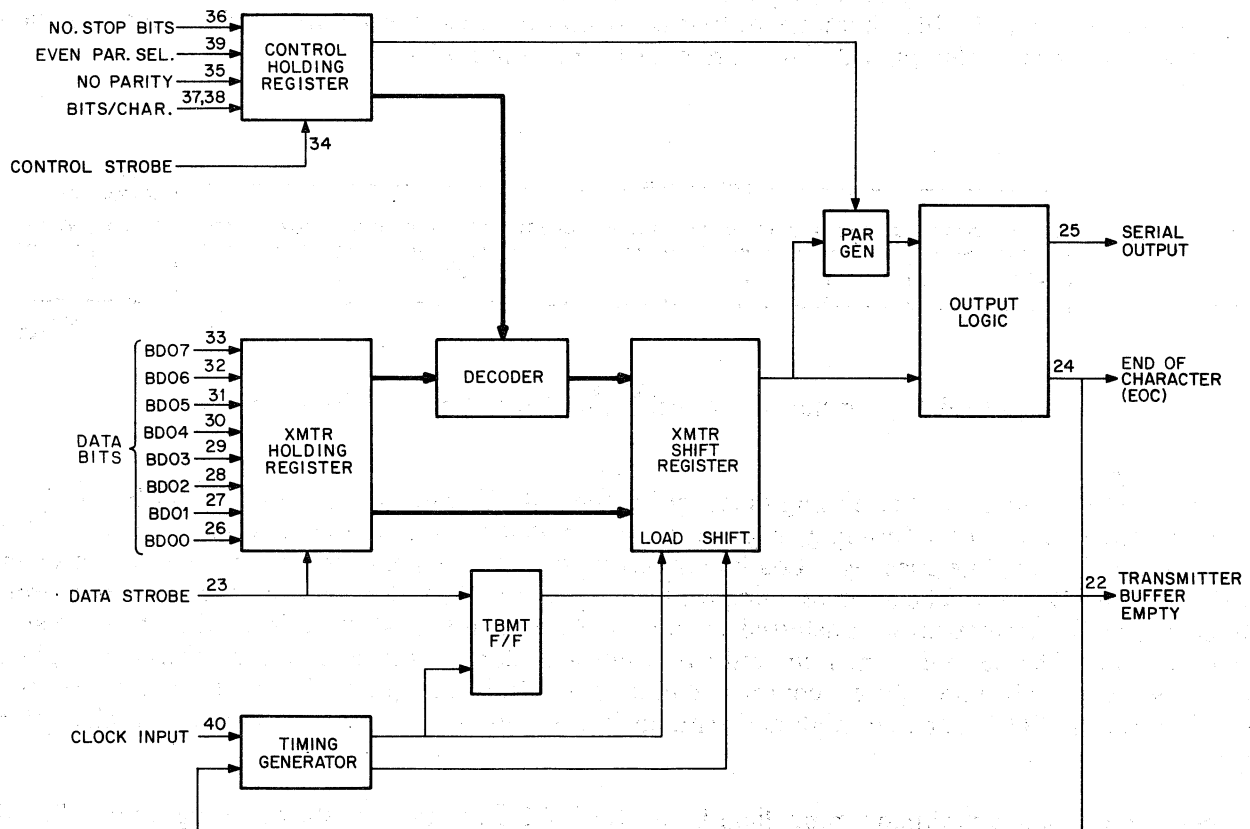 NO. STOP BITS 36
EVEN PAR. SEL. 39
NO PARITY 35
BITS/CHAR. 37,38
CONTROL STROBE 34
CONTROL
HOLDING
REGISTER
PAR
GEN
OUTPUT
LOGIC
25 SERIAL
OUTPUT
24 END OF
CHARACTER
(EOC)
DATA
BITS
BD07 33
BD06 32
BD05 31
BD04 30
BD03 29
BD02 28
BD01 27
BD00 26
XMTR
HOLDING
REGISTER
DECODER
XMTR
SHIFT
REGISTER
LOAD SHIFT
DATA STROBE 23
TBMT
F/F
22 TRANSMITTER
BUFFER
EMPTY
CLOCK INPUT 40
TIMING
GENERATOR